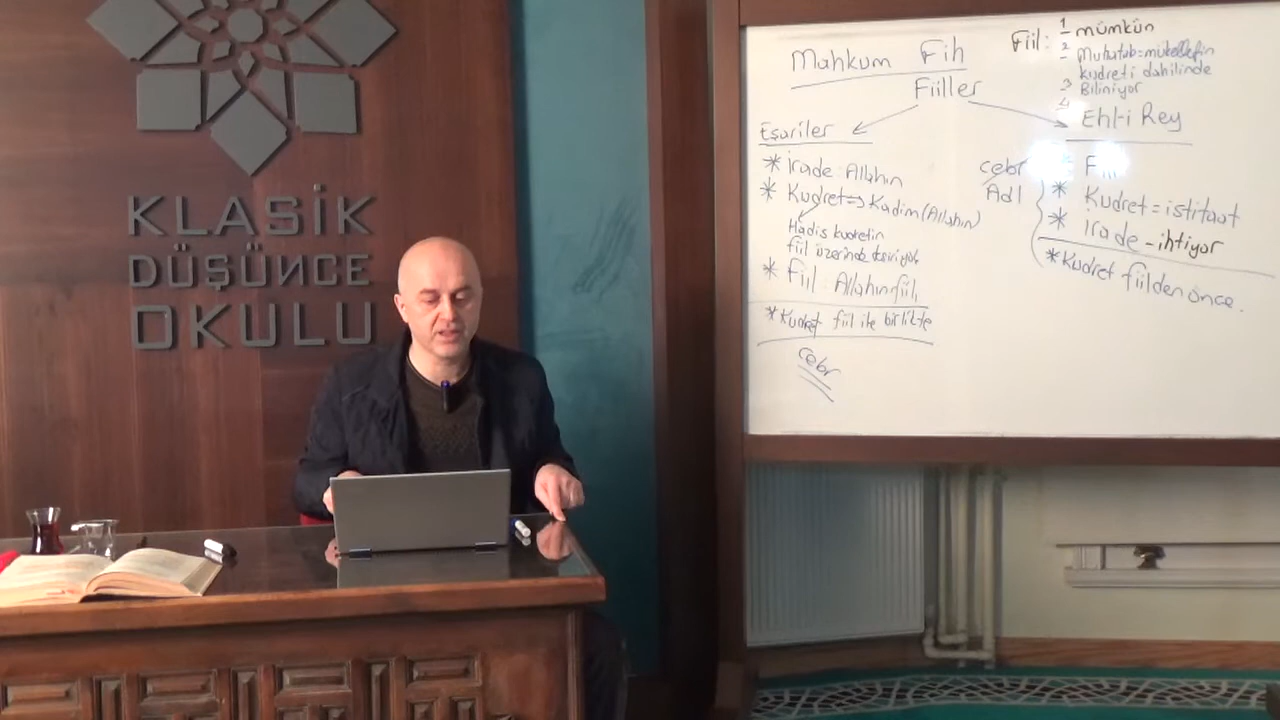 KLASİK
DÜŞÜNCE
OKULU
Mahkum Fih
Fiiller
Fiil: 1 mümkün
2 Muhatab=mükellefin
kudreti dahilinde
3 Biliniyor
4
Eşariler
* İrade: Allahın
* Kudret=> Kadim (Allahın)
Hadis kudretin
fiil üzerinde tesiri yok
* Fiil: Allahın fiili
* Kudret fiil ile birlikte
cebr
Ehl-i Rey
cebr
Adl
* Fiil
* Kudret = istitaat
* İrade - ihtiyar
* Kudret fiilden önce.